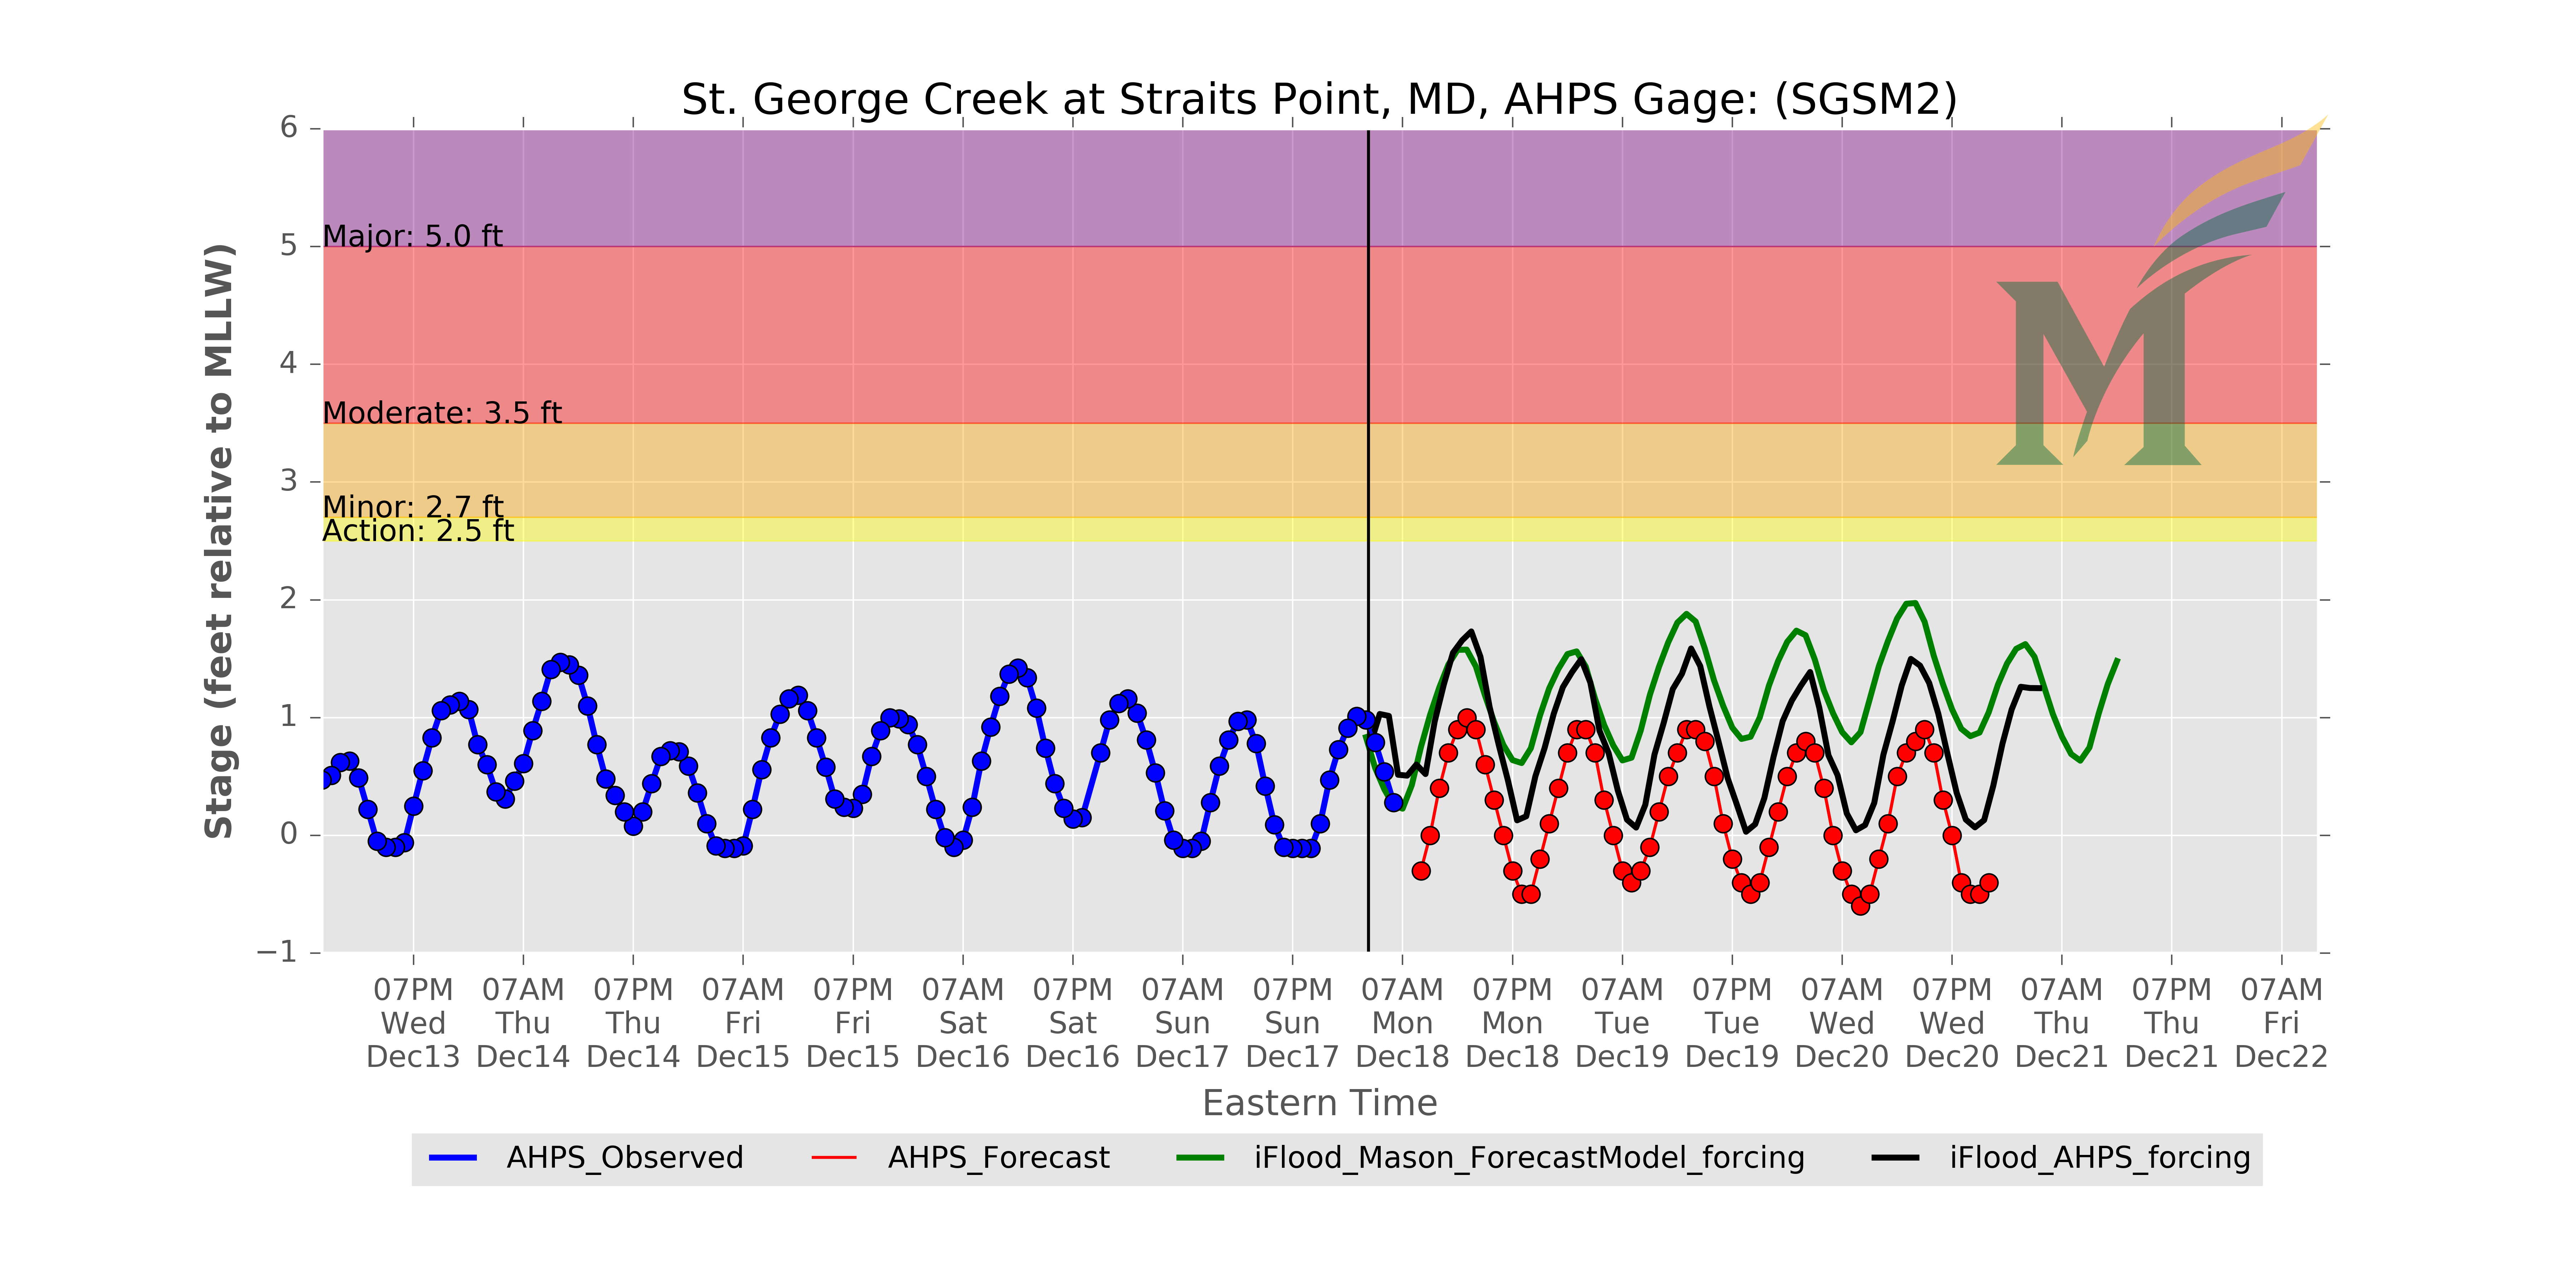 St. George Creek at Straits Point, MD, AHPS Gage: (SGSM2)
Stage (feet relative to MLLW)
6
5
4
3
2
1
0
−1
Major: 5.0 ft
Moderate: 3.5 ft
Minor: 2.7 ft
Action: 2.5 ft
M
07PM 07AM 07PM 07AM 07PM 07AM 07PM 07AM 07PM 07AM 07PM 07AM 07PM 07AM 07PM 07AM 07PM 07AM
Wed Thu Thu Fri Fri Sat Sat Sun Sun Mon Mon Tue Tue Wed Wed Thu Thu Fri
Dec13 Dec14 Dec14 Dec15 Dec15 Dec16 Dec16 Dec17 Dec17 Dec18 Dec18 Dec19 Dec19 Dec20 Dec20 Dec21 Dec21 Dec22
Eastern Time
AHPS_Observed AHPS_Forecast iFlood_Mason_ForecastModel_forcing iFlood_AHPS_forcing